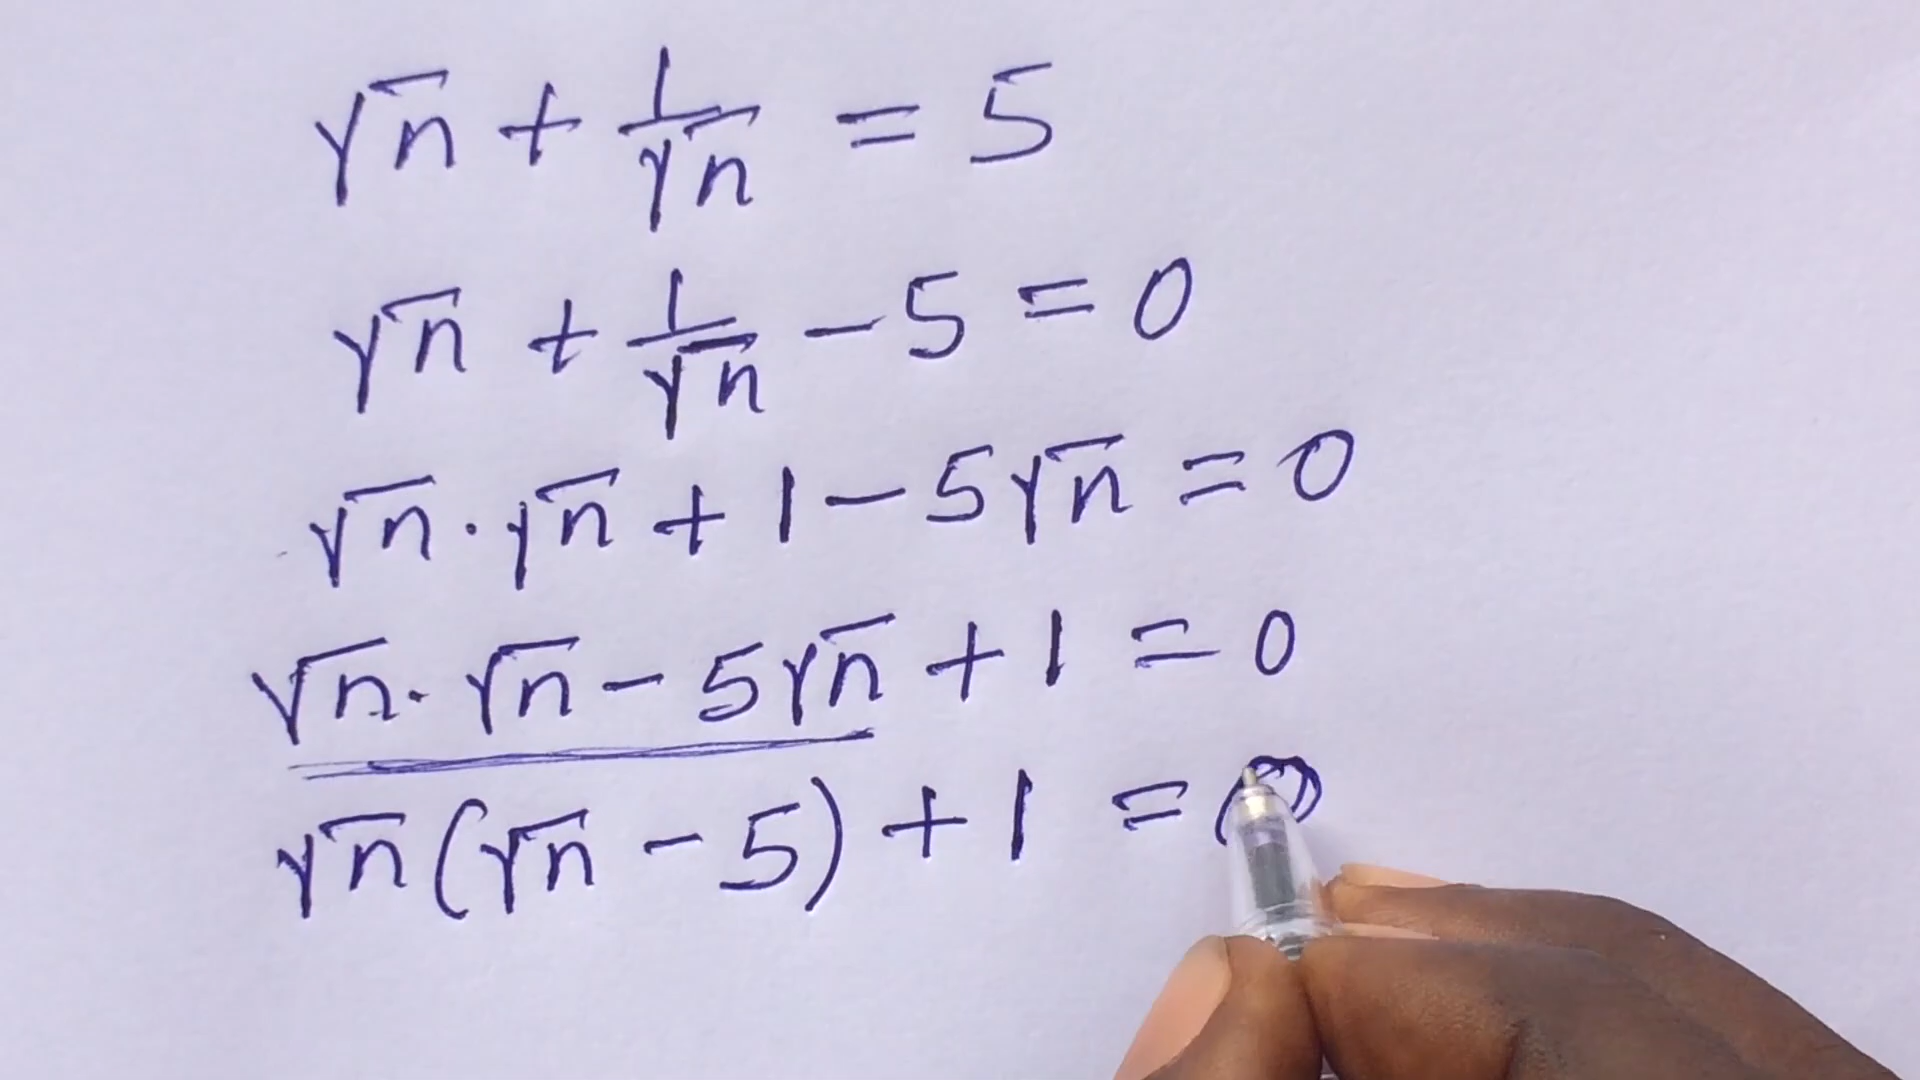 √n + 1/√n = 5
√n + 1/√n - 5 = 0
√n · √n + 1 - 5√n = 0
√n · √n - 5√n + 1 = 0
√n(√n - 5) + 1 = 0